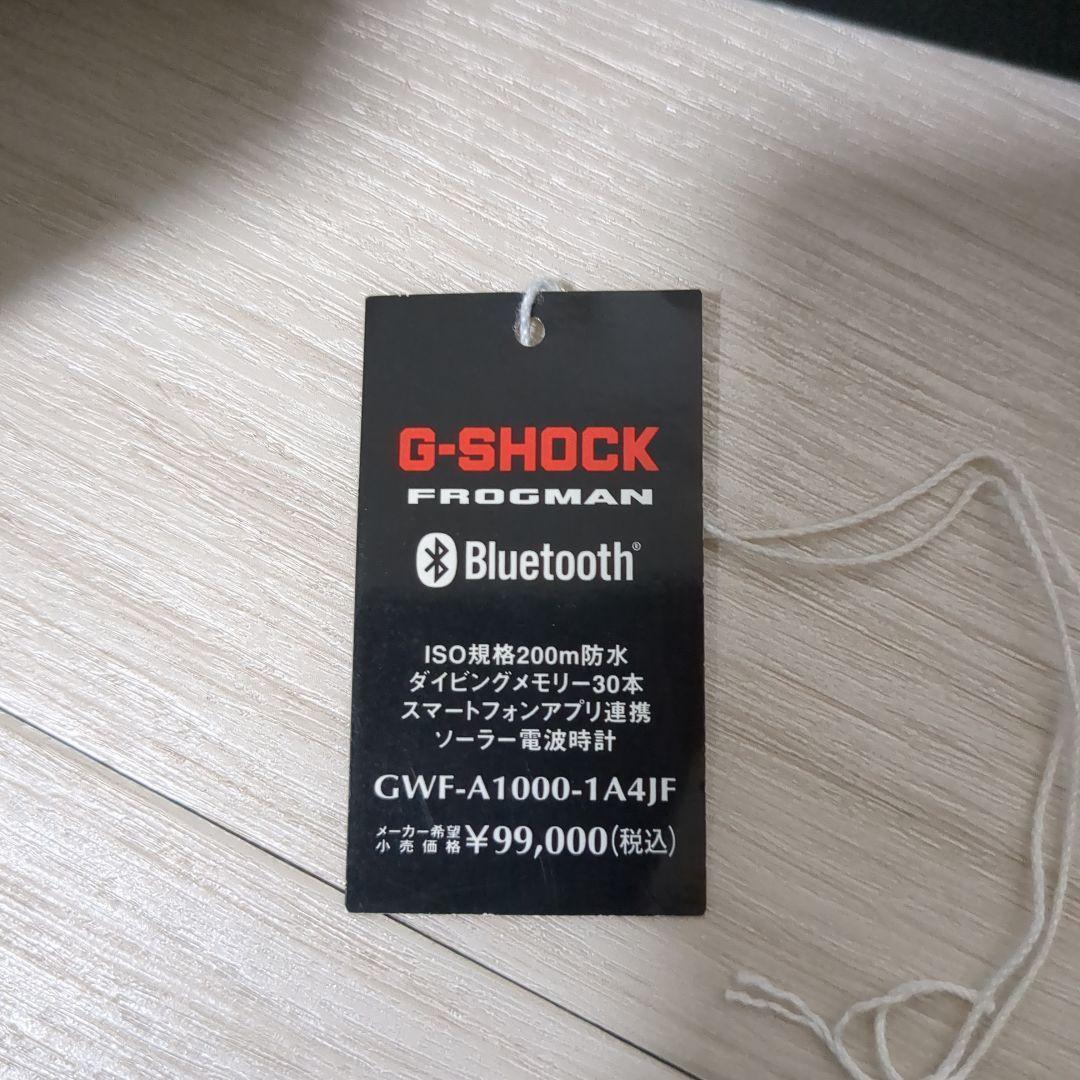 G-SHOCK
FROGMAN
Bluetooth®
ISO規格200m防水
ダイビングメモリー30本
スマートフォンアプリ連携
ソーラー電波時計
GWF-A1000-1A4JF
メーカー希望小売価格 ¥99,000(税込)